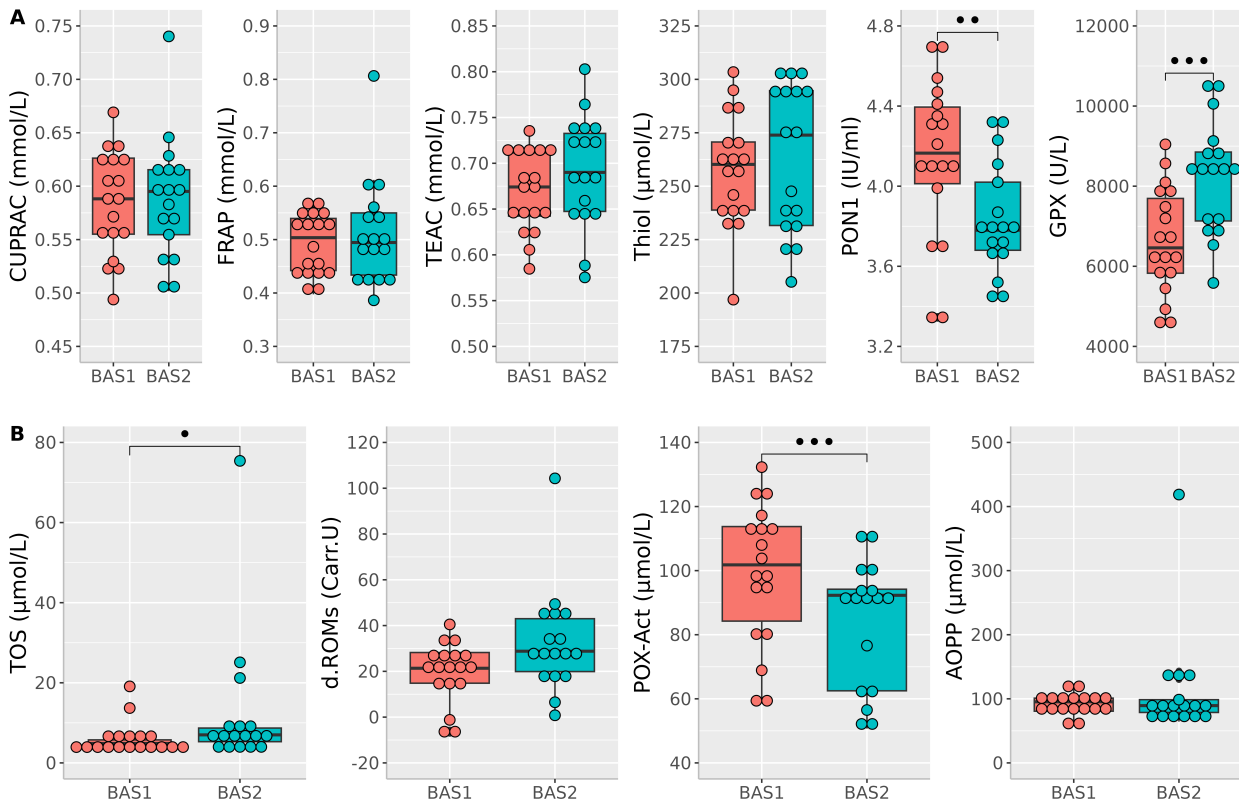 A
CUPRAC (mmol/L)
0.75
0.70
0.65
0.60
0.55
0.50
0.45
BAS1 BAS2
FRAP (mmol/L)
0.9
0.8
0.7
0.6
0.5
0.4
0.3
BAS1 BAS2
TEAC (mmol/L)
0.85
0.80
0.75
0.70
0.65
0.60
0.55
0.50
BAS1 BAS2
Thiol (µmol/L)
325
300
275
250
225
200
175
BAS1 BAS2
PON1 (IU/ml)
4.8
4.4
4.0
3.6
3.2
BAS1 BAS2
GPX (U/L)
12000
10000
8000
6000
4000
BAS1 BAS2
B
TOS (µmol/L)
80
60
40
20
0
BAS1 BAS2
d.ROMs (Carr.U)
120
100
80
60
40
20
0
-20
BAS1 BAS2
POX-Act (µmol/L)
140
120
100
80
60
40
BAS1 BAS2
AOPP (µmol/L)
500
400
300
200
100
0
BAS1 BAS2